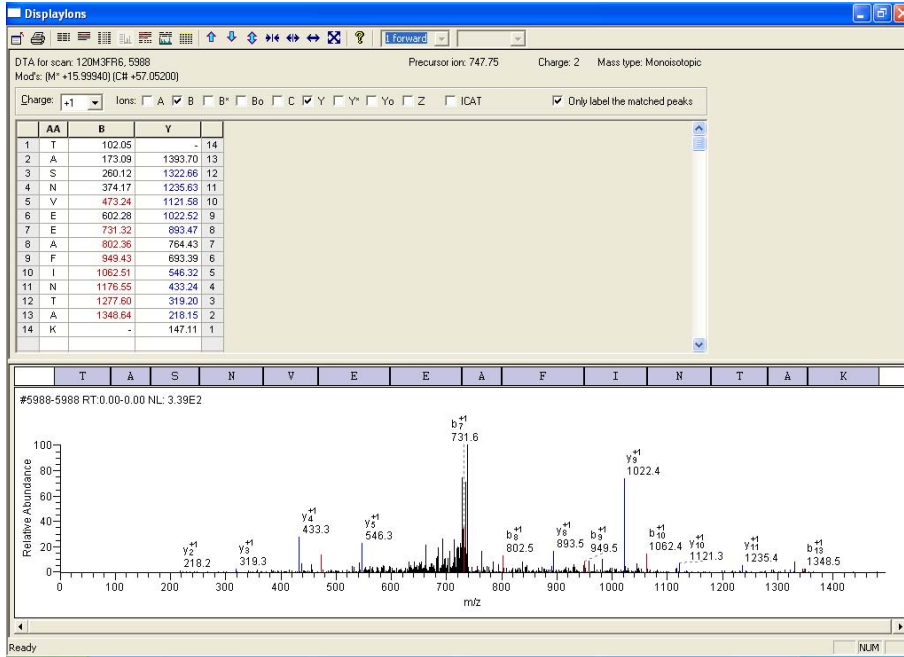 DisplayIons
1 forward
DTA for scan: 120M3FR6, 5988 Precursor ion: 747.75 Charge: 2 Mass type: Monoisotopic
Mod's: (M* +15.99940) (C# +57.05200)
Charge: +1 Ions: A B B* Bo C Y Y* Yo Z ICAT Only label the matched peaks
AA B Y
1 T 102.05 - 14
2 A 173.09 1393.70 13
3 S 260.12 1322.66 12
4 N 374.17 1235.63 11
5 V 473.24 1121.58 10
6 E 602.28 1022.52 9
7 E 731.32 893.47 8
8 A 802.36 764.43 7
9 F 949.43 693.39 6
10 I 1062.51 546.32 5
11 N 1176.55 433.24 4
12 T 1277.60 319.20 3
13 A 1348.64 218.15 2
14 K - 147.11 1
T A S N V E E A F I N T A K
#5988-5988 RT:0.00-0.00 NL: 3.39E2
b7+1
731.6
y9+1
1022.4
y4+1
433.3
y5+1
546.3
y2+1
218.2
y3+1
319.3
b8+1
802.5
y8+1
893.5
b9+1
949.5
b10+1
1062.4
y10+1
1121.3
y11+1
1235.4
b13+1
1348.5
Relative Abundance
100
80
60
40
20
0
0 100 200 300 400 500 600 700 800 900 1000 1100 1200 1300 1400
m/z
Ready NUM